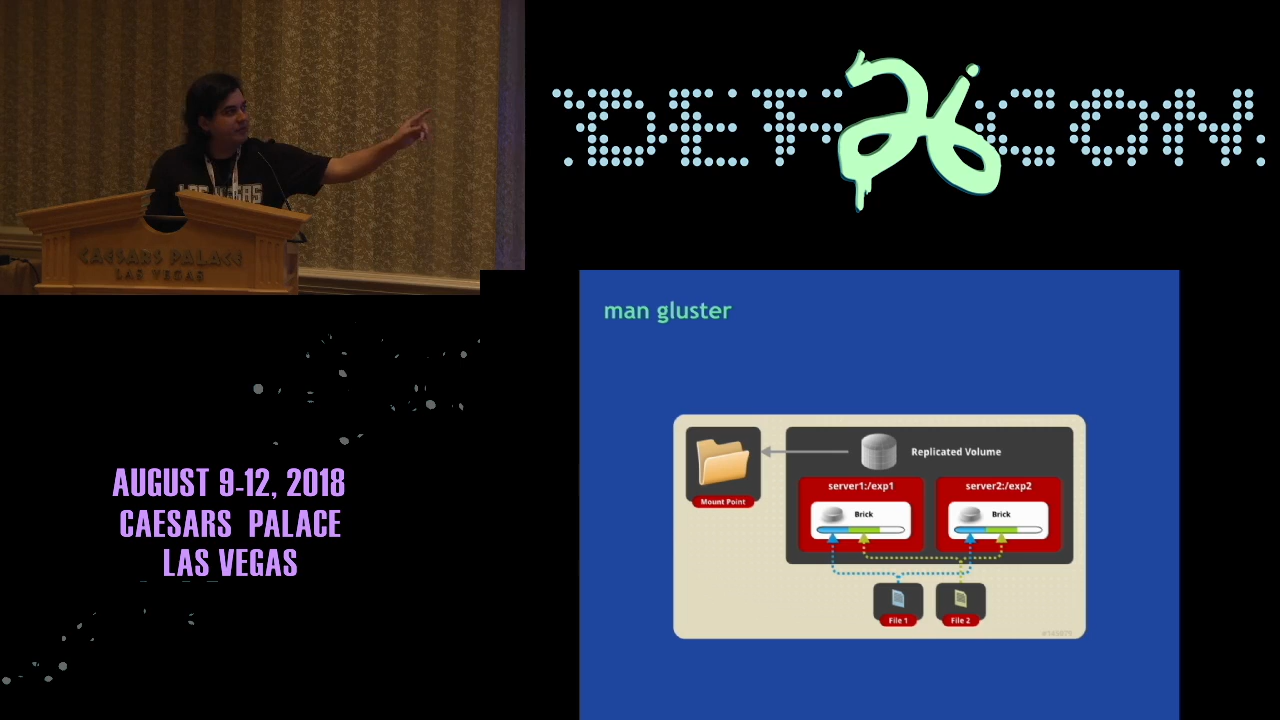 CAESARS PALACE
LAS VEGAS
DEF 26 CON
AUGUST 9-12, 2018
CAESARS PALACE
LAS VEGAS
man gluster
Mount Point
Replicated Volume
server1:/exp1
server2:/exp2
Brick
Brick
File 1
File 2